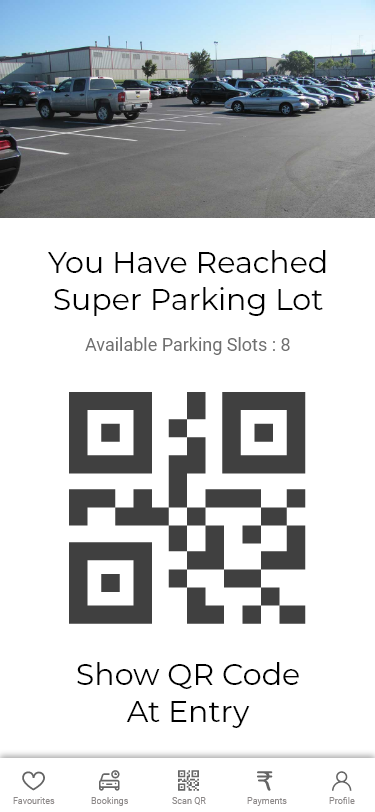 You Have Reached
Super Parking Lot
Available Parking Slots : 8
Show QR Code
At Entry
Favourites
Bookings
Scan QR
Payments
Profile